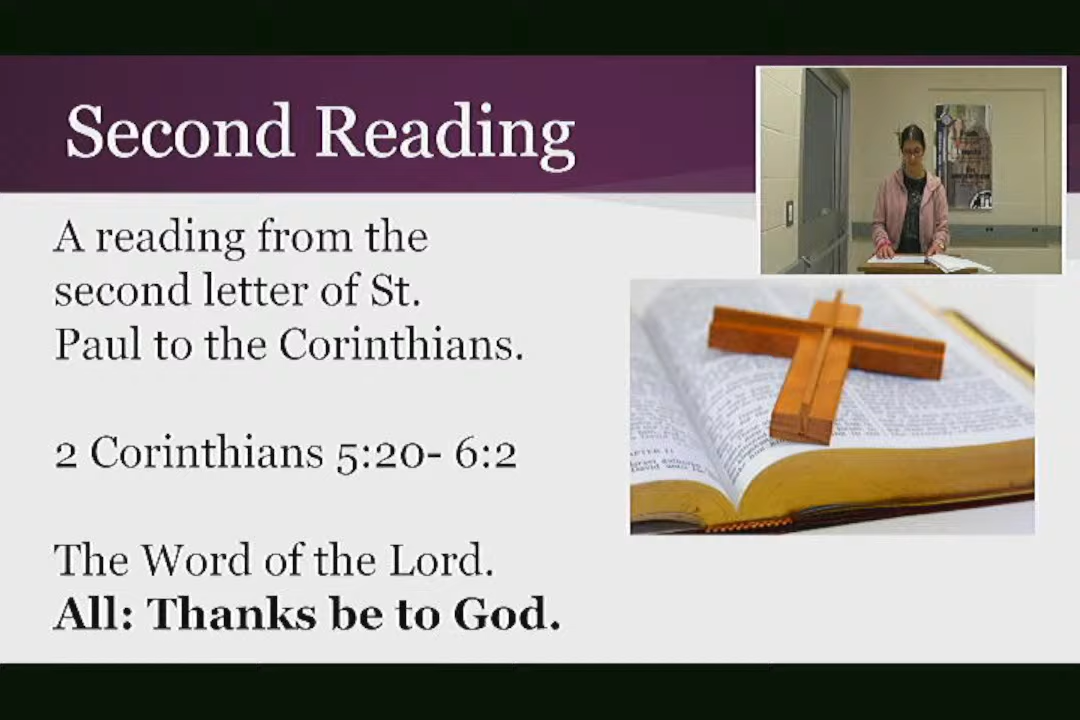 Second Reading
A reading from the
second letter of St.
Paul to the Corinthians.
2 Corinthians 5:20- 6:2
The Word of the Lord.
All: Thanks be to God.